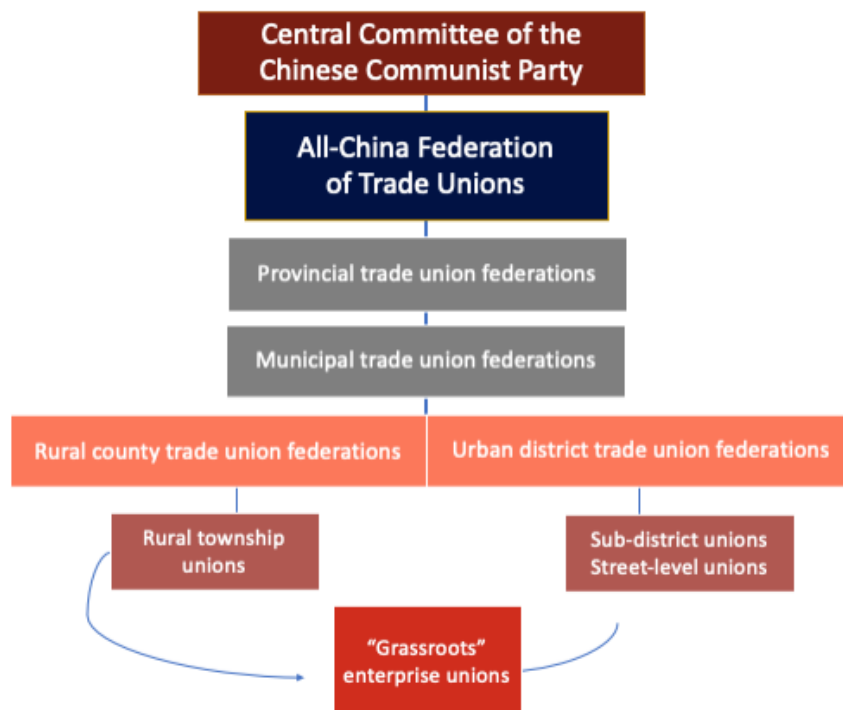 Central Committee of the
Chinese Communist Party
All-China Federation
of Trade Unions
Provincial trade union federations
Municipal trade union federations
Rural county trade union federations
Urban district trade union federations
Rural township
unions
Sub-district unions
Street-level unions
“Grassroots”
enterprise unions